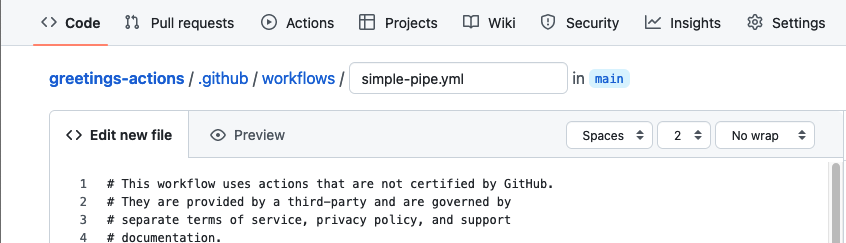 Code Pull requests Actions Projects Wiki Security Insights Settings
greetings-actions / .github / workflows / simple-pipe.yml in main
Edit new file Preview Spaces 2 No wrap
1 # This workflow uses actions that are not certified by GitHub.
2 # They are provided by a third-party and are governed by
3 # separate terms of service, privacy policy, and support
4 # documentation.